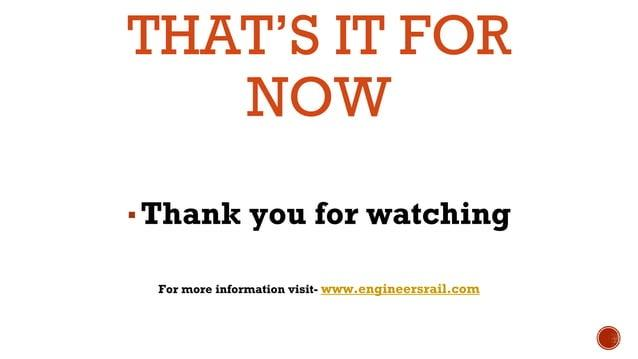 THAT’S IT FOR
NOW
▪ Thank you for watching
For more information visit- www.engineersrail.com